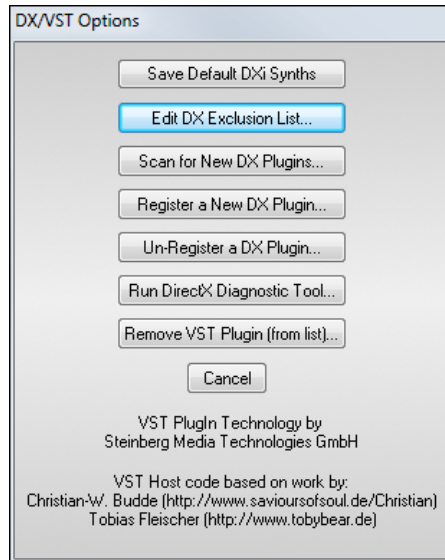 DX/VST Options
Save Default DXi Synths
Edit DX Exclusion List...
Scan for New DX Plugins...
Register a New DX Plugin...
Un-Register a DX Plugin...
Run DirectX Diagnostic Tool...
Remove VST Plugin (from list)...
Cancel
VST PlugIn Technology by
Steinberg Media Technologies GmbH
VST Host code based on work by:
Christian-W. Budde (http://www.savioursofsoul.de/Christian)
Tobias Fleischer (http://www.tobybear.de)